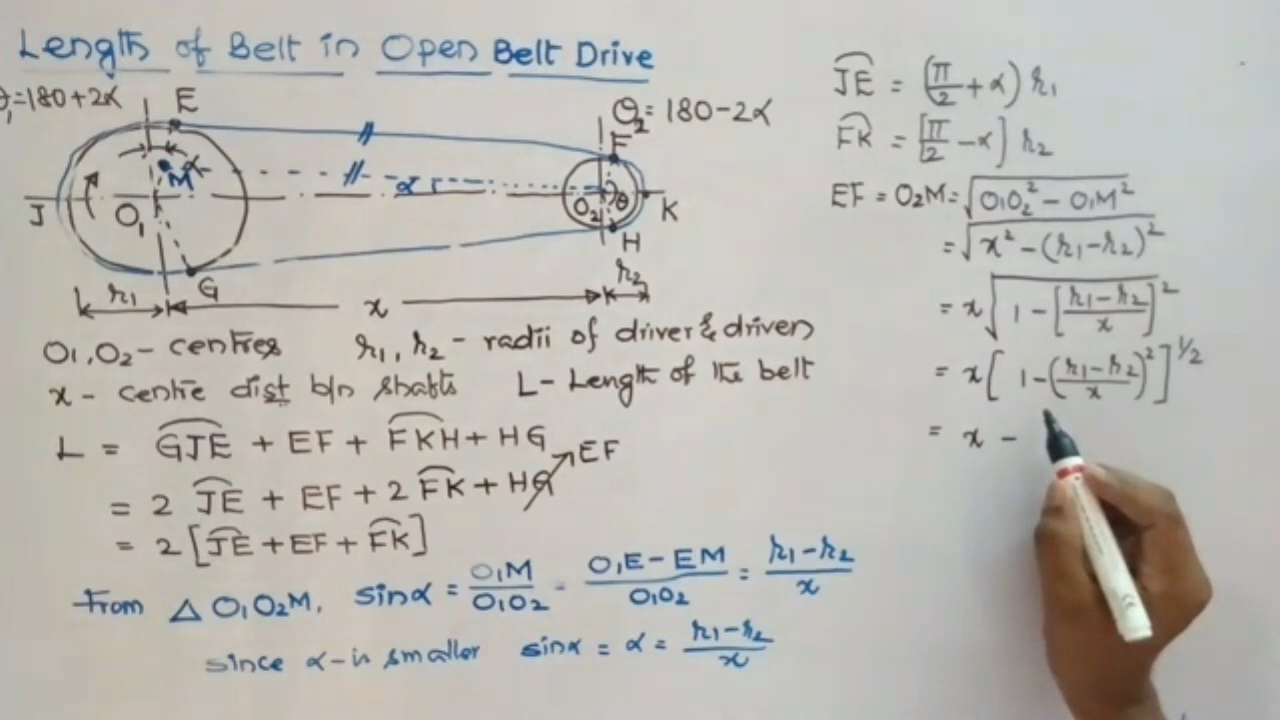 Length of Belt in Open Belt Drive
θ₁=180+2α
E
θ₂= 180-2α
F
M
α
α
J
O₁
O₂
θ
K
H
G
r₁
x
r₂
O₁,O₂- centres r₁, r₂ - radii of driver & driven
x - centre dist b/n shafts L- Length of the belt
L = GJE + EF + FKH + HG
EF
= 2 JE + EF + 2 FK + HG
= 2 [JE + EF + FK]
From △ O₁O₂M, sinα = O₁M/O₁O₂ - O₁E-EM/O₁O₂ = r₁-r₂/x
since α-is smaller sinα = α = r₁-r₂/x
JE = (π/2 + α) r₁
FK = [π/2 - α] r₂
EF = O₂M = √O₁O₂² - O₁M²
= √x² - (r₁-r₂)²
= x √1 - [r₁-r₂/x]²
= x [1 - (r₁-r₂/x)²]^1/2
= x -